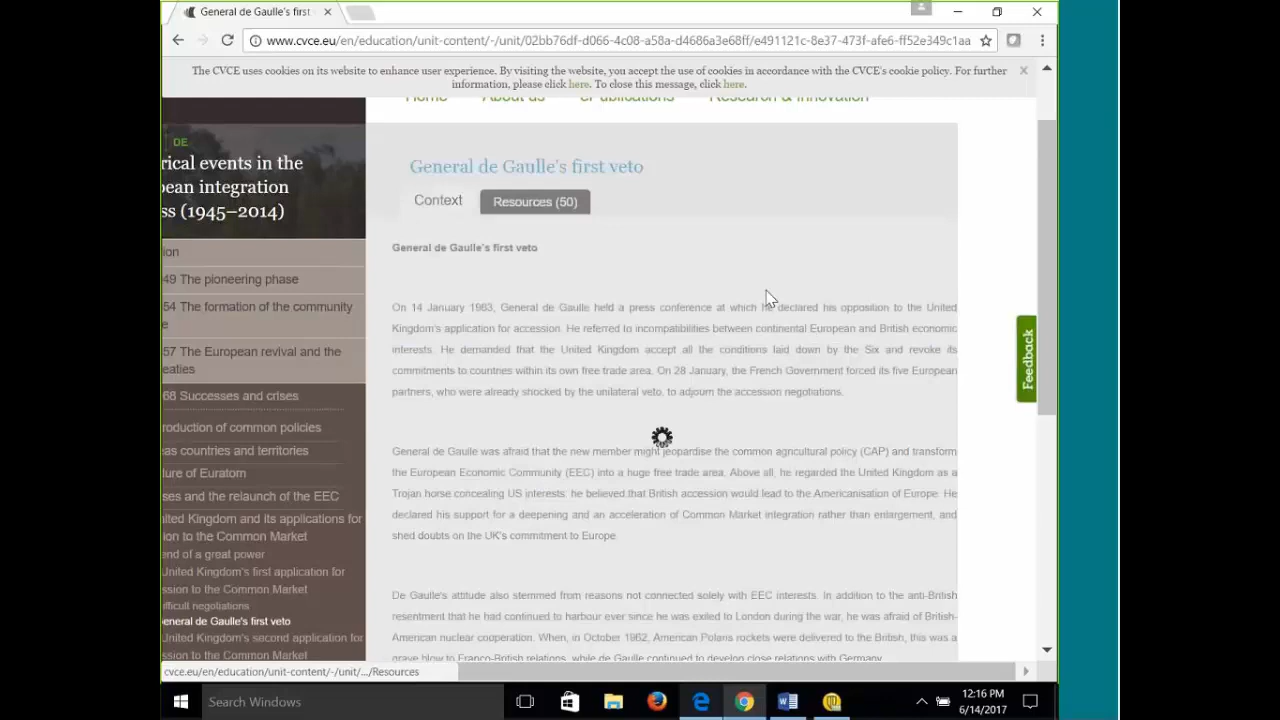 General de Gaulle's first
www.cvce.eu/en/education/unit-content/-/unit/02bb76df-d066-4c08-a58a-d4686a3e68ff/e491121c-8e37-473f-afe6-ff52e349c1aa
The CVCE uses cookies on its website to enhance user experience. By visiting the website, you accept the use of cookies in accordance with the CVCE's cookie policy. For further
information, please click here. To close this message, click here.
Home About us ePublications Research & Innovation
DE
rical events in the
pean integration
ss (1945–2014)
ion
49 The pioneering phase
54 The formation of the community
e
57 The European revival and the
eaties
68 Successes and crises
roduction of common policies
as countries and territories
lure of Euratom
ses and the relaunch of the EEC
nited Kingdom and its applications for
ion to the Common Market
end of a great power
United Kingdom's first application for
ession to the Common Market
ifficult negotiations
eneral de Gaulle's first veto
United Kingdom's second application for
ession to the Common Market
General de Gaulle's first veto
Context Resources (50)
General de Gaulle's first veto
On 14 January 1963, General de Gaulle held a press conference at which he declared his opposition to the United
Kingdom's application for accession. He referred to incompatibilities between continental European and British economic
interests. He demanded that the United Kingdom accept all the conditions laid down by the Six and revoke its
commitments to countries within its own free trade area. On 28 January, the French Government forced its five European
partners, who were already shocked by the unilateral veto, to adjourn the accession negotiations.
General de Gaulle was afraid that the new member might jeopardise the common agricultural policy (CAP) and transform
the European Economic Community (EEC) into a huge free trade area. Above all, he regarded the United Kingdom as a
Trojan horse concealing US interests: he believed that British accession would lead to the Americanisation of Europe. He
declared his support for a deepening and an acceleration of Common Market integration rather than enlargement, and
shed doubts on the UK's commitment to Europe.
De Gaulle's attitude also stemmed from reasons not connected solely with EEC interests. In addition to the anti-British
resentment that he had continued to harbour ever since he was exiled to London during the war, he was afraid of British-
American nuclear cooperation. When, in October 1962, American Polaris rockets were delivered to the British, this was a
grave blow to Franco-British relations, while de Gaulle continued to develop close relations with Germany.
Feedback
cvce.eu/en/education/unit-content/-/unit/.../Resources
Search Windows
12:16 PM
6/14/2017